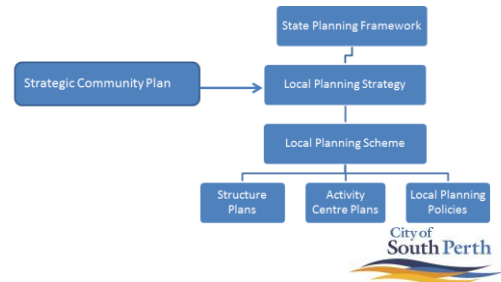 State Planning Framework
Strategic Community Plan
Local Planning Strategy
Local Planning Scheme
Structure
Plans
Activity
Centre Plans
Local Planning
Policies
City of
South Perth